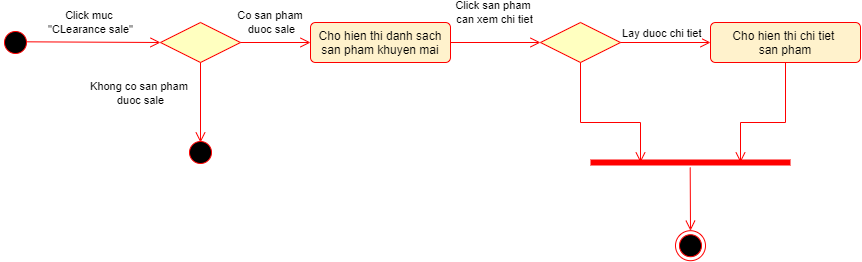 Click muc
"CLearance sale"
Co san pham
duoc sale
Cho hien thi danh sach
san pham khuyen mai
Click san pham
can xem chi tiet
Lay duoc chi tiet
Cho hien thi chi tiet
san pham
Khong co san pham
duoc sale